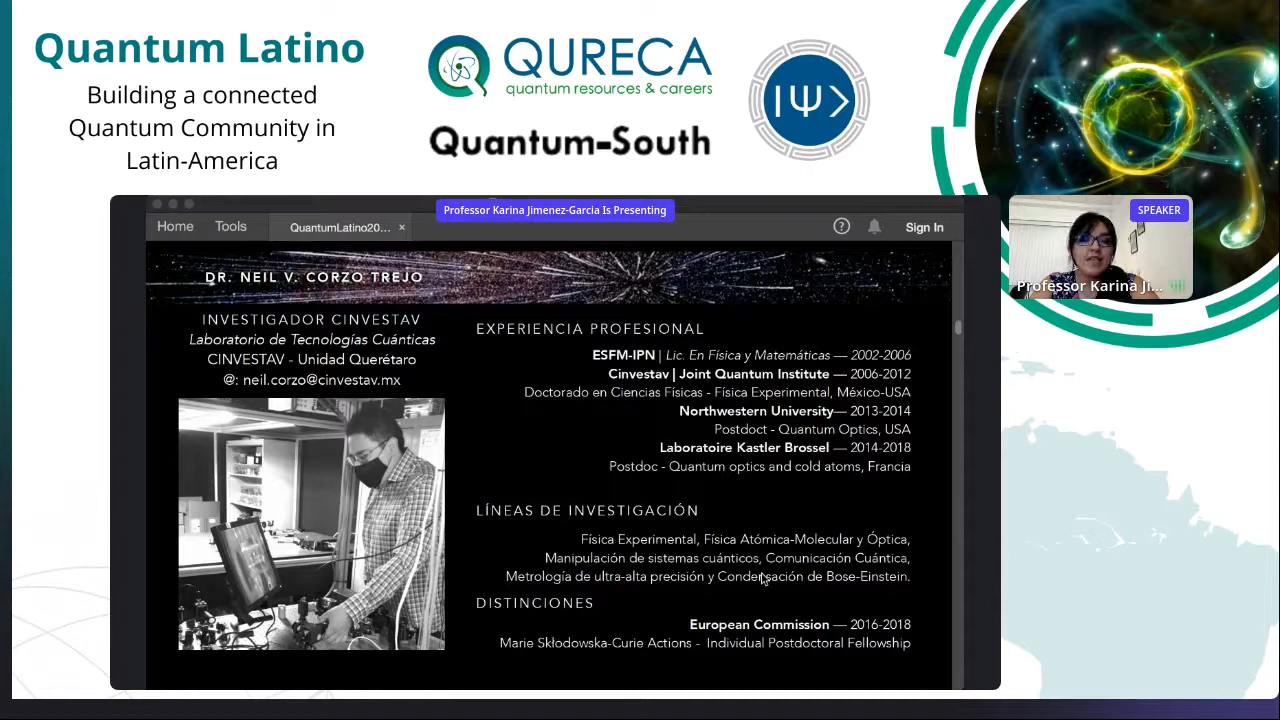 Quantum Latino
Building a connected
Quantum Community in
Latin-America
QURECA
quantum resources & careers
Quantum-South
|Ψ>
Professor Karina Jimenez-Garcia Is Presenting
Home Tools QuantumLatino20... × ? Sign In
SPEAKER
Professor Karina Ji...
DR. NEIL V. CORZO TREJO
INVESTIGADOR CINVESTAV
Laboratorio de Tecnologías Cuánticas
CINVESTAV - Unidad Querétaro
@: neil.corzo@cinvestav.mx
EXPERIENCIA PROFESIONAL
ESFM-IPN | Lic. En Física y Matemáticas — 2002-2006
Cinvestav | Joint Quantum Institute — 2006-2012
Doctorado en Ciencias Físicas - Física Experimental, México-USA
Northwestern University— 2013-2014
Postdoct - Quantum Optics, USA
Laboratoire Kastler Brossel — 2014-2018
Postdoc - Quantum optics and cold atoms, Francia
LÍNEAS DE INVESTIGACIÓN
Física Experimental, Física Atómica-Molecular y Óptica,
Manipulación de sistemas cuánticos, Comunicación Cuántica,
Metrología de ultra-alta precisión y Condensación de Bose-Einstein.
DISTINCIONES
European Commission — 2016-2018
Marie Skłodowska-Curie Actions - Individual Postdoctoral Fellowship